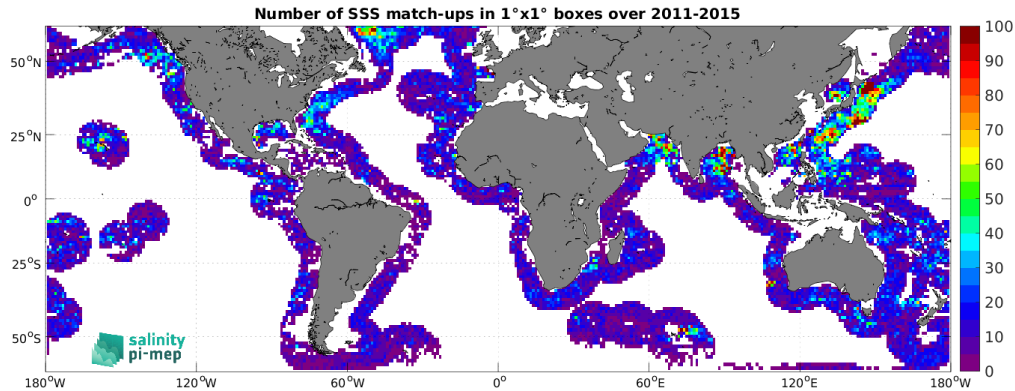 Number of SSS match-ups in 1°x1° boxes over 2011-2015
50°N
25°N
0°
25°S
50°S
180°W
120°W
60°W
0°
60°E
120°E
180°W
100
90
80
70
60
50
40
30
20
10
0
salinity
pi-mep